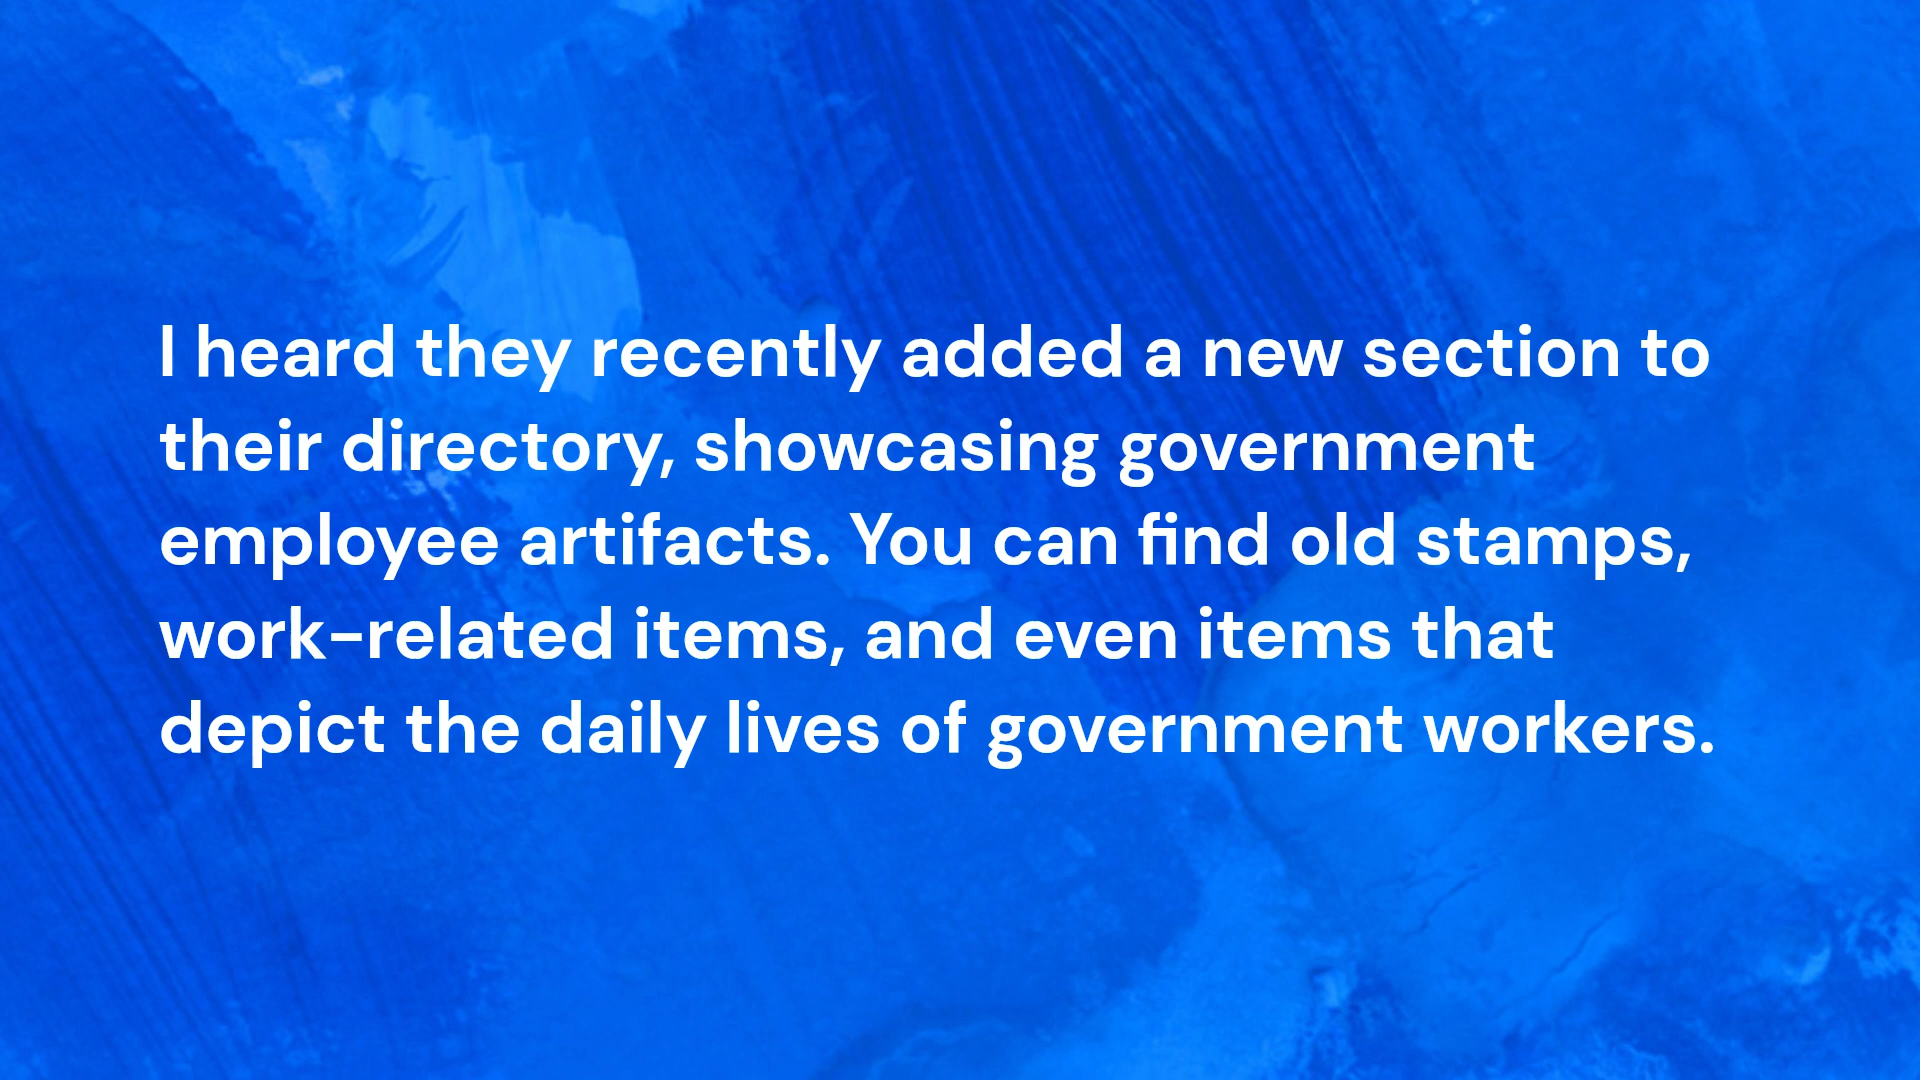 I heard they recently added a new section to
their directory, showcasing government
employee artifacts. You can find old stamps,
work-related items, and even items that
depict the daily lives of government workers.